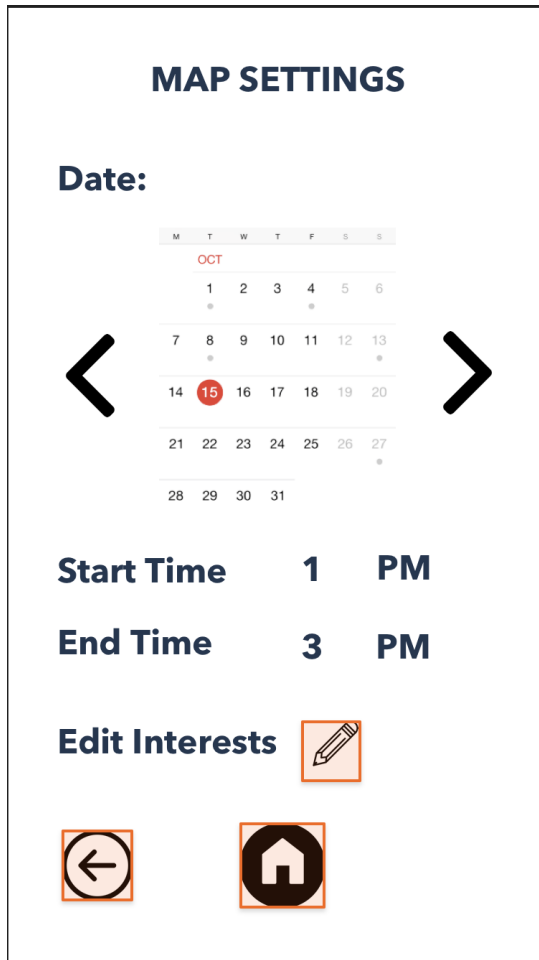 MAP SETTINGS
Date:
M T W T F S S
OCT
1 2 3 4 5 6
7 8 9 10 11 12 13
14 15 16 17 18 19 20
21 22 23 24 25 26 27
28 29 30 31
Start Time 1 PM
End Time 3 PM
Edit Interests